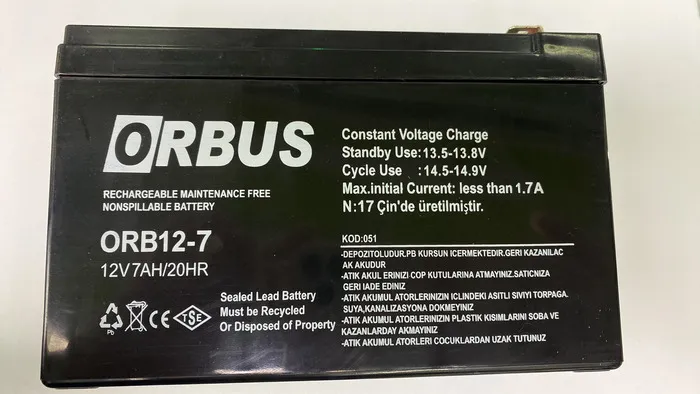 ORBUS
RECHARGEABLE MAINTENANCE FREE
NONSPILLABLE BATTERY
ORB12-7
12V7AH/20HR
Pb
CE
TSE
Sealed Lead Battery
Must be Recycled
Or Disposed of Property
Constant Voltage Charge
Standby Use:13.5-13.8V
Cycle Use :14.5-14.9V
Max.initial Current: less than 1.7A
N:17 Çin'de üretilmiştir.
KOD:051
-DEPOZITOLUDUR.PB KURSUN ICERMEKTEDIR.GERI KAZANILAC
AK AKUDUR
-ATIK AKUL ERINIZI COP KUTULARINA ATMAYINIZ.SATICNIZA
GERI IADE EDINIZ
-ATIK AKUMUL ATORLERINIZIN ICLINDEKI ASITLI SIVIYI TORPAGA.
SUYA,KANALIZASYONA DOKMEYINIZ
-ATIK AKUMUL ATORLERINIZIN PLASTIK KISIMLARINI SOBA VE
KAZANLARDAY AKMAYINIZ
-ATIK AKUMUL ATORLERI COCUKLARDAN UZAK TUTUNUZ